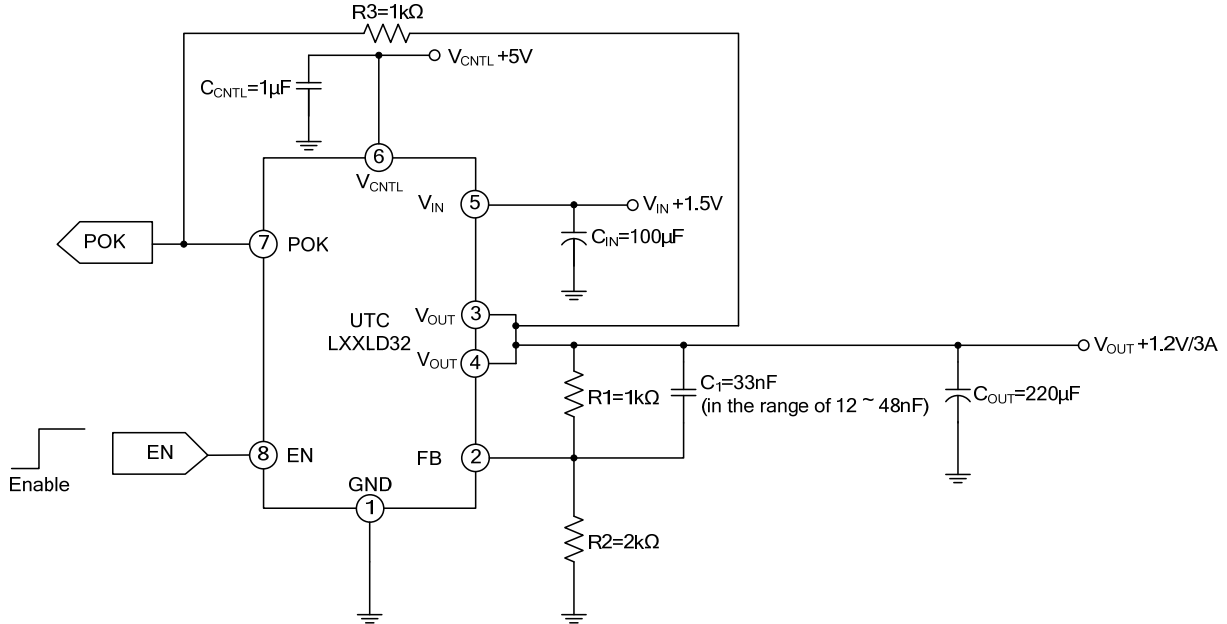 R3=1kΩ
VCNTL +5V
CCNTL=1μF
6
VCNTL
VIN
5
VIN +1.5V
CIN=100μF
POK
7
POK
UTC
LXXLD32
VOUT
3
VOUT
4
VOUT +1.2V/3A
R1=1kΩ
C1=33nF
(in the range of 12 ~ 48nF)
COUT=220μF
Enable
EN
8
EN
FB
2
GND
1
R2=2kΩ